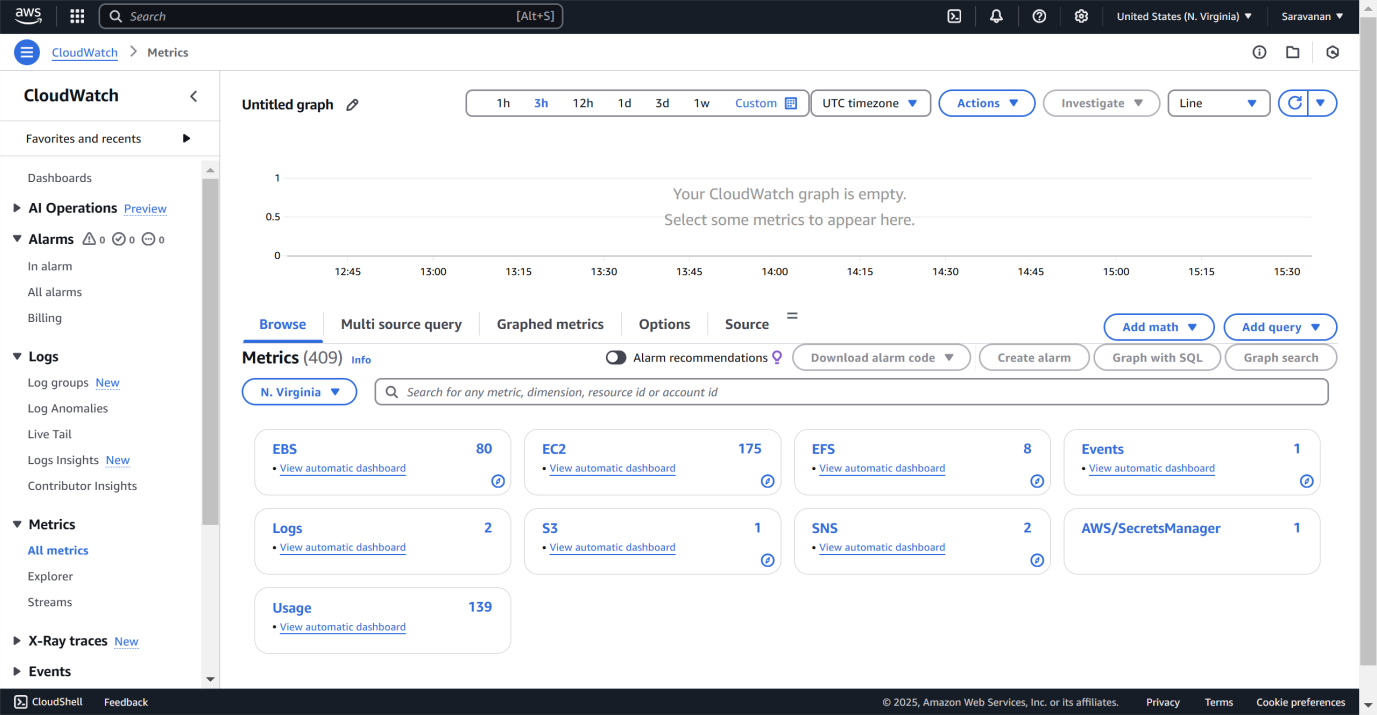 aws Search [Alt+S] United States (N. Virginia) Saravanan
CloudWatch Metrics
CloudWatch
Favorites and recents
Dashboards
AI Operations Preview
Alarms 0 0 0
In alarm
All alarms
Billing
Logs
Log groups New
Log Anomalies
Live Tail
Logs Insights New
Contributor Insights
Metrics
All metrics
Explorer
Streams
X-Ray traces New
Events
Untitled graph 1h 3h 12h 1d 3d 1w Custom UTC timezone Actions Investigate Line
1
Your CloudWatch graph is empty.
0.5
Select some metrics to appear here.
0
12:45 13:00 13:15 13:30 13:45 14:00 14:15 14:30 14:45 15:00 15:15 15:30
Browse Multi source query Graphed metrics Options Source Add math Add query
Metrics (409) Info Alarm recommendations Download alarm code Create alarm Graph with SQL Graph search
N. Virginia Search for any metric, dimension, resource id or account id
EBS 80 EC2 175 EFS 8 Events 1
• View automatic dashboard • View automatic dashboard • View automatic dashboard • View automatic dashboard
Logs 2 S3 1 SNS 2 AWS/SecretsManager 1
• View automatic dashboard • View automatic dashboard • View automatic dashboard
Usage 139
• View automatic dashboard
CloudShell Feedback © 2025, Amazon Web Services, Inc. or its affiliates. Privacy Terms Cookie preferences